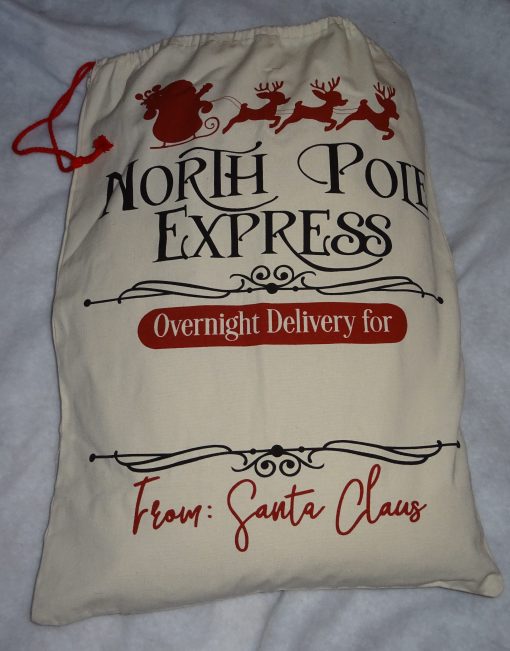 NORTH POLE
EXPRESS
Overnight Delivery for
From: Santa Claus